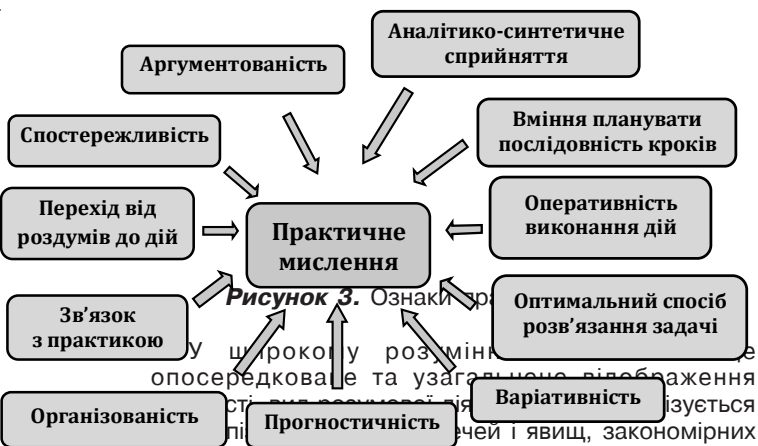 Аналітико-синтетичне
сприйняття
Аргументованість
Вміння планувати
послідовність кроків
Спостережливість
Перехід від
роздумів до дій
Практичне
мислення
Оперативність
виконання дій
Рисунок 3. Ознаки
Зв'язок
з практикою
Оптимальний спосіб
розв'язання задачі
У широкому
опосередковане та узагальнене відображення
Організованість
Прогностичність
Варіативність
і явищ, закономірних